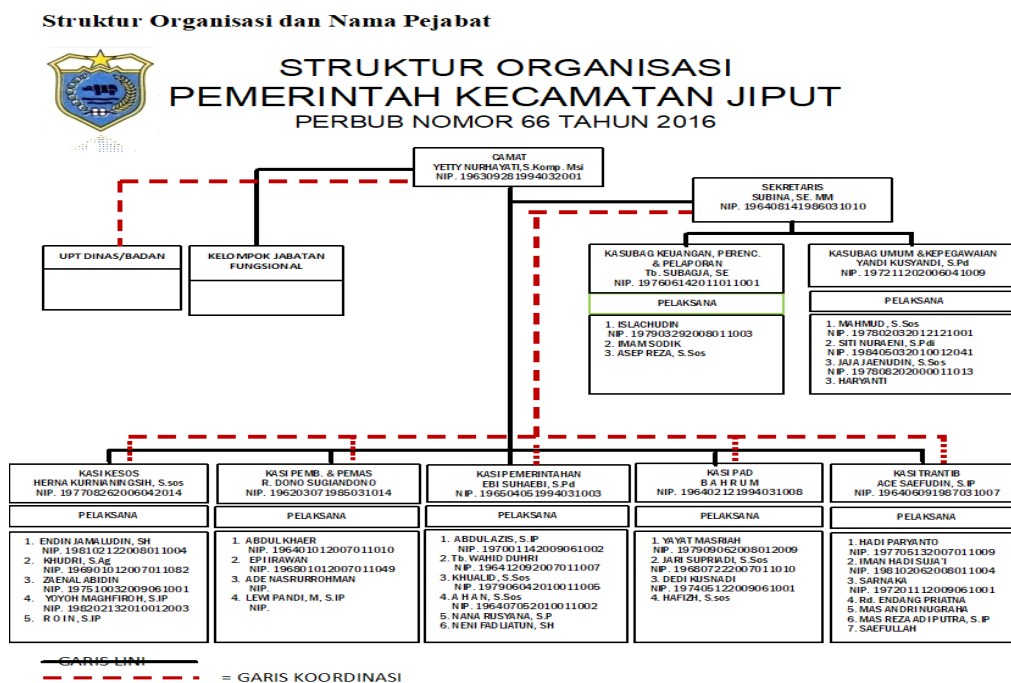 Struktur Organisasi dan Nama Pejabat
STRUKTUR ORGANISASI
PEMERINTAH KECAMATAN JIPUT
PERBUB NOMOR 66 TAHUN 2016
CAMAT
YETTY NURHAYATI,S.Komp. Msi
NIP. 196309281994032001
SEKRETARIS
SUBINA, SE. MM
NIP. 196408141986031010
UPT DINAS/BADAN
KELOMPOK JABATAN
FUNGSIONAL
KASUBAG KEUANGAN, PERENC.
& PELAPORAN
Tb. SUBAGJA, SE
NIP. 197606142011011001
PELAKSANA
1. ISLACHUDIN
NIP. 197903292008011003
2. IMAM SODIK
3. ASEP REZA, S.Sos
KASUBAG UMUM &KEPEGAWAIAN
YANDI KUSYANDI, S.Pd
NIP. 197211202006041009
PELAKSANA
1. MAHMUD, S.Sos
NIP. 197802032012121001
2. SITI NURAENI, S.Pdi
NIP. 198405032010012041
3. JAJA JAENUDIN, S.Sos
NIP. 197808202000011013
3. HARYANTI
KASI KESOS
HERNA KURNIANINGSIH, S.sos
NIP. 197708262006042014
PELAKSANA
1. ENDIN JAMALUDIN, SH
NIP. 198102122008011004
2. KHUDRI, S.Ag
NIP. 196901012007011082
3. ZAENAL ABIDIN
NIP. 197510032009061001
4. YOYOH MAGHFIROH, S.IP
NIP. 198202132010012003
5. R O I N, S.IP
KASI PEMB. & PEMAS
R. DONO SUGIANDONO
NIP. 196203071985031014
PELAKSANA
1. ABDUL KHAER
NIP. 196401012007011010
2. EPI IRAWAN
NIP. 196801012007011049
3. ADE NASRURROHMAN
NIP.
4. LEWI PANDI, M, S.IP
NIP.
KASI PEMERINTAHAN
EBI SUHAEBI, S.Pd
NIP. 196504051994031003
PELAKSANA
1. ABDULAZIS, S.IP
NIP. 197001142009061002
2. Tb. WAHID DUHRI
NIP. 196412092007011007
3. KHUALID, S.Sos
NIP. 197906042010011005
4. A H A N, S.Sos
NIP. 196407052010011002
5. NANA RUSYANA, S.P
6. NENI FADLIATUN, SH
KASI PAD
B A H R U M
NIP. 196402121994031008
PELAKSANA
1. YAYAT MASRIAH
NIP. 197909062008012009
2. JARI SUPRIADI, S.Sos
NIP. 196807222007011010
3. DEDI KUSNADI
NIP. 197405122009061001
4. HAFIZH, S.sos
KASI TRANTIB
ACE SAEFUDIN, S.IP
NIP. 196406091987031007
PELAKSANA
1. HADI PARYANTO
NIP. 197705132007011009
2. IMAN HADI SUJA'I
NIP. 198102062008011004
3. SARNAKA
NIP. 197201112009061001
4. Rd. ENDANG PRIATNA
5. MAS ANDRI NUGRAHA
6. MAS REZA ADI PUTRA, S.IP
7. SAEFULLAH
GARIS LINI
= GARIS KOORDINASI